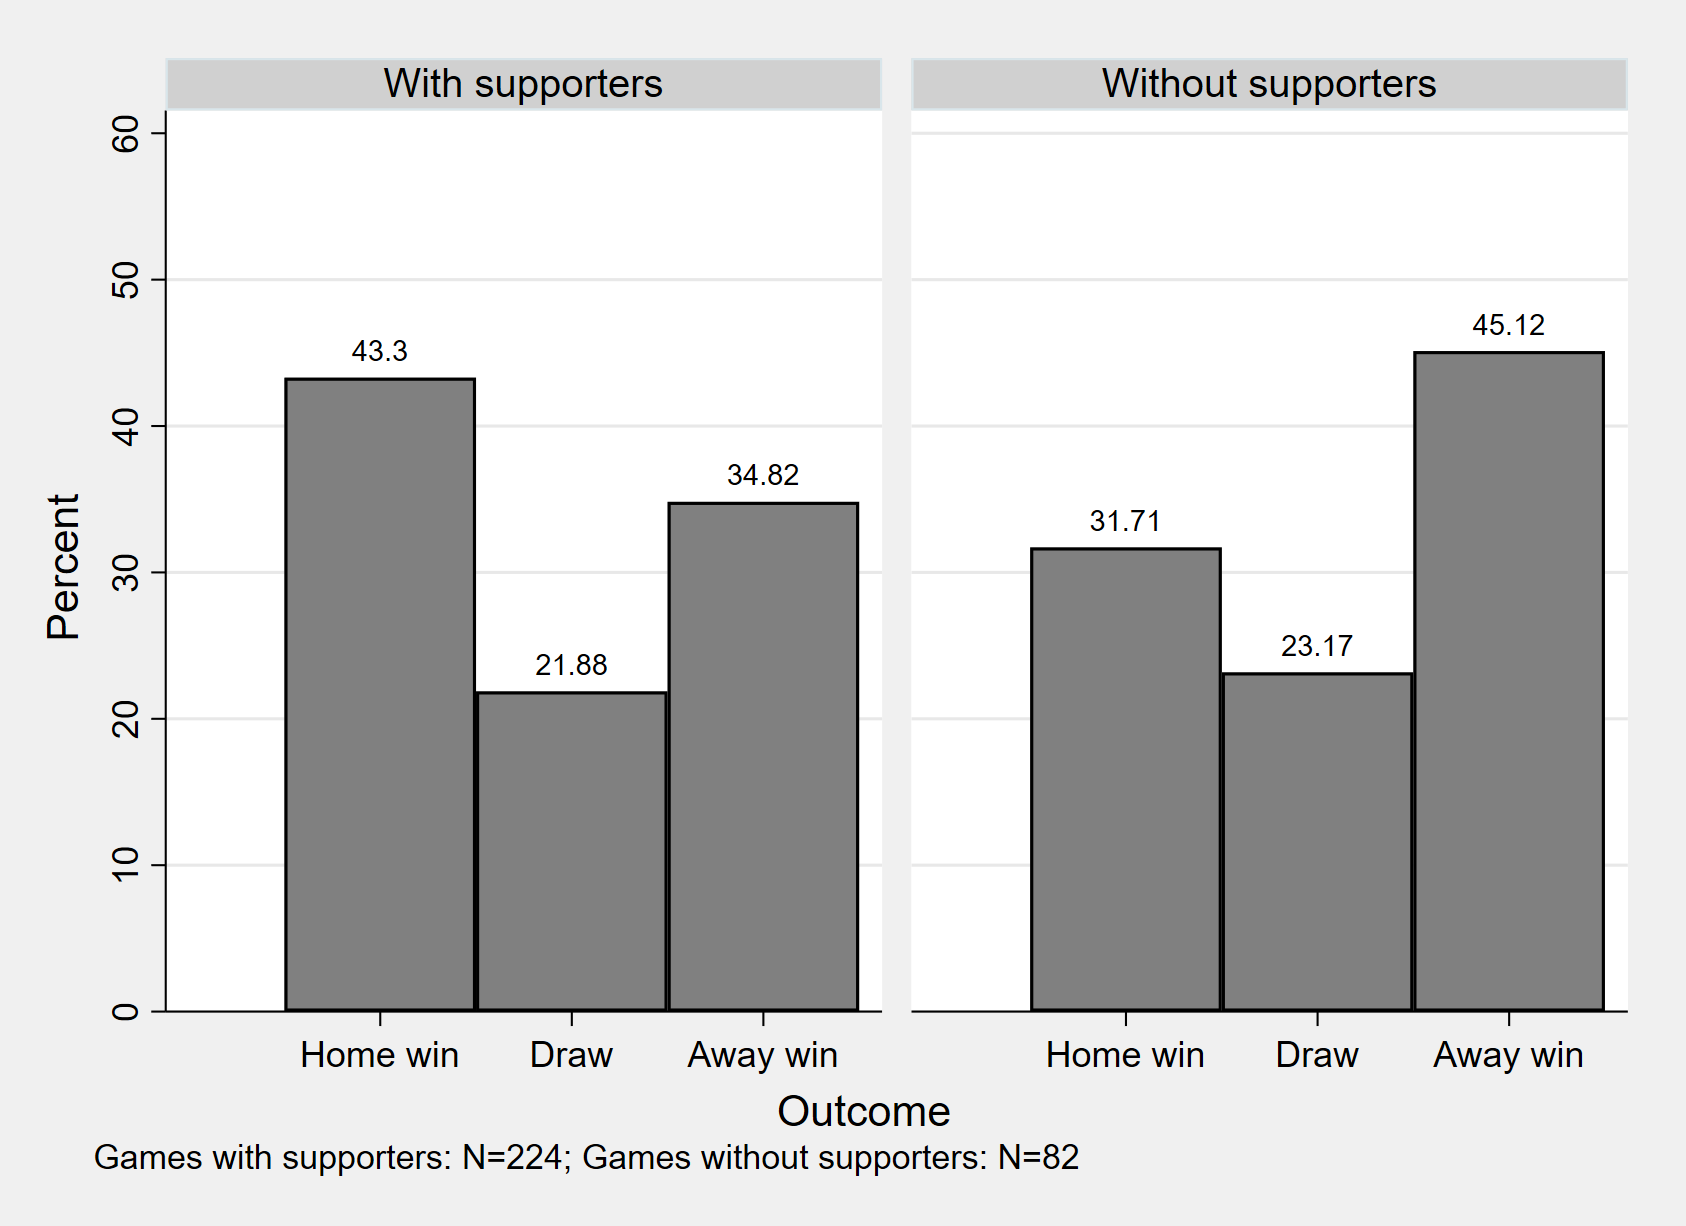 With supporters
Without supporters
Percent
60
50
40
30
20
10
0
43.3
21.88
34.82
31.71
23.17
45.12
Home win
Draw
Away win
Home win
Draw
Away win
Outcome
Games with supporters: N=224; Games without supporters: N=82